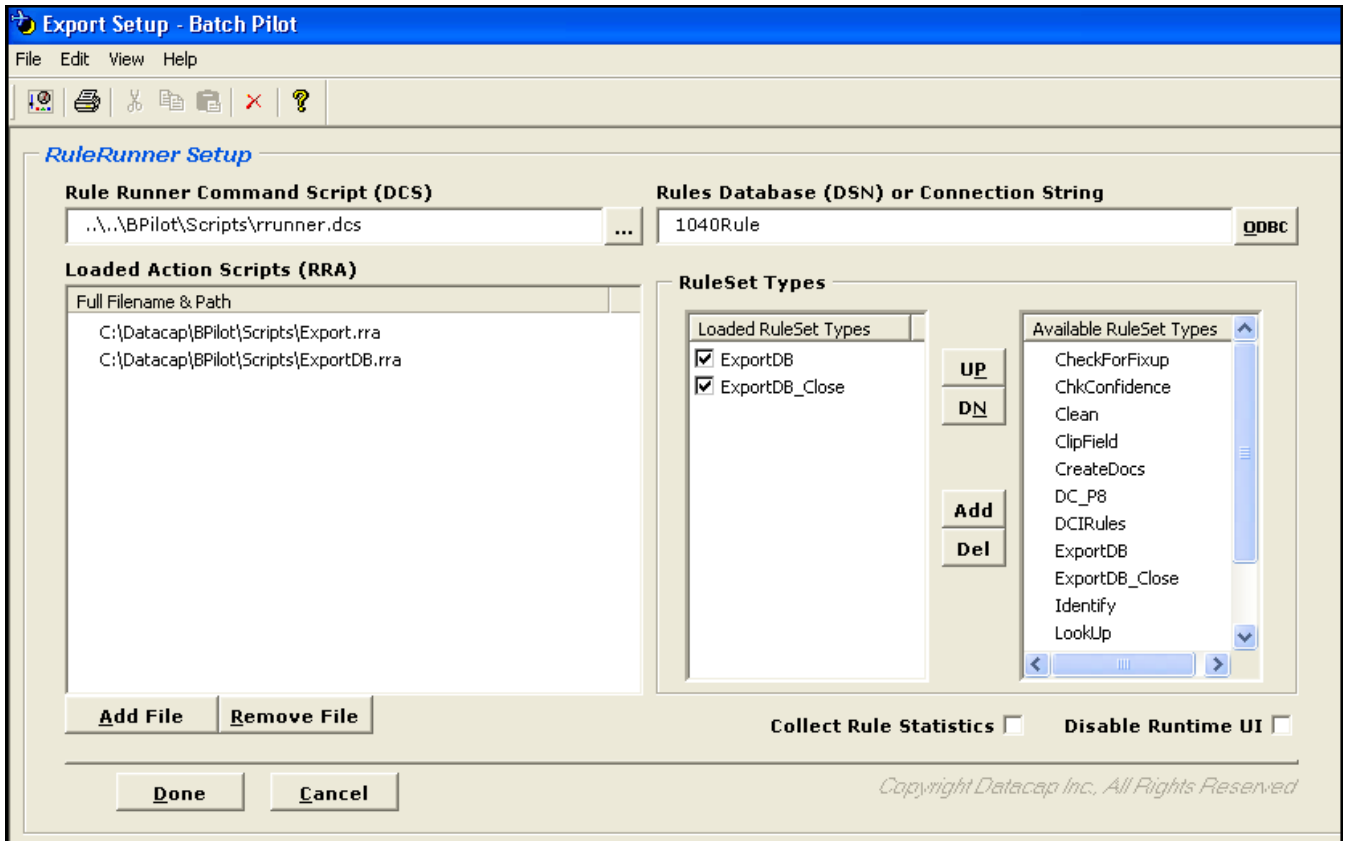 Export Setup - Batch Pilot
File Edit View Help
RuleRunner Setup
Rule Runner Command Script (DCS)
Rules Database (DSN) or Connection String
..\..\BPilot\Scripts\rrunner.dcs
...
1040Rule
ODBC
Loaded Action Scripts (RRA)
Full Filename & Path
C:\Datacap\BPilot\Scripts\Export.rra
C:\Datacap\BPilot\Scripts\ExportDB.rra
RuleSet Types
Loaded RuleSet Types
ExportDB
ExportDB_Close
UP
DN
Add
Del
Available RuleSet Types
CheckForFixup
ChkConfidence
Clean
ClipField
CreateDocs
DC_P8
DCIRules
ExportDB
ExportDB_Close
Identify
LookUp
Add File
Remove File
Collect Rule Statistics
Disable Runtime UI
Done
Cancel
Copyright Datacap Inc, All Rights Reserved